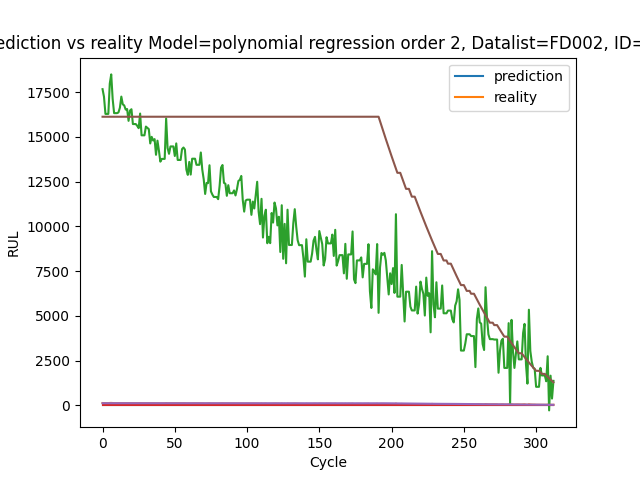 ediction vs reality Model=polynomial regression order 2, Datalist=FD002, ID=
prediction
reality
17500
15000
12500
10000
7500
5000
2500
0
RUL
0 50 100 150 200 250 300
Cycle